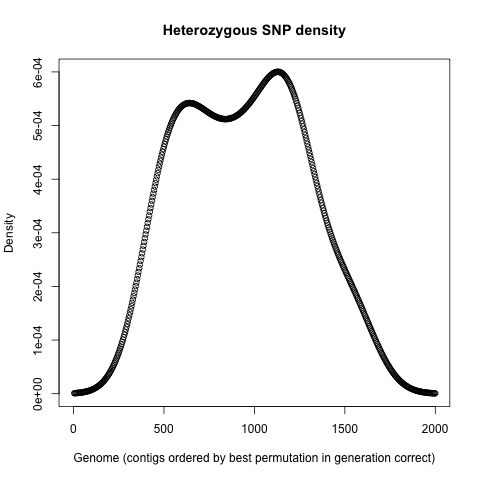 Heterozygous SNP density
Density
6e-04
5e-04
4e-04
3e-04
2e-04
1e-04
0e+00
0 500 1000 1500 2000
Genome (contigs ordered by best permutation in generation correct)